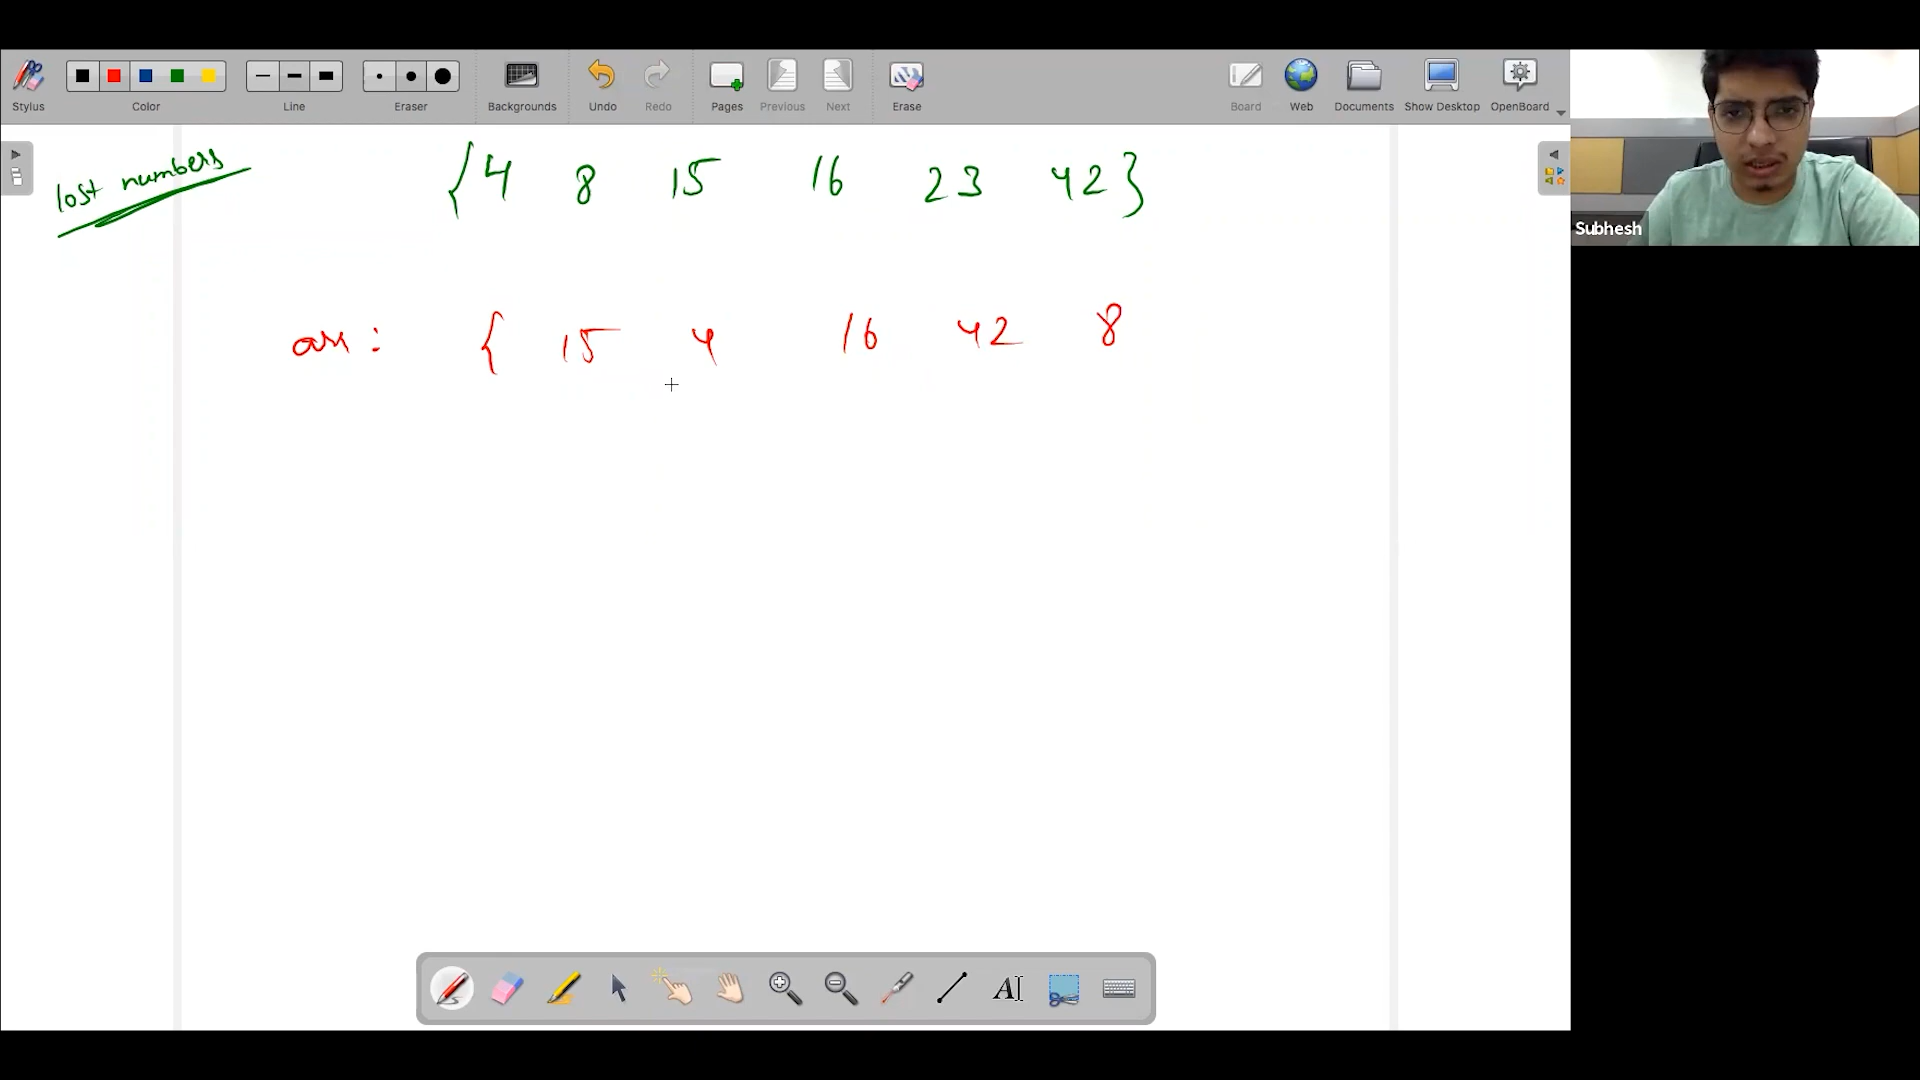 Stylus Color Line Eraser Backgrounds Undo Redo Pages Previous Next Erase Board Web Documents Show Desktop OpenBoard
Subhesh
lost numbers {4 8 15 16 23 42}
arr : { 15 4 16 42 8